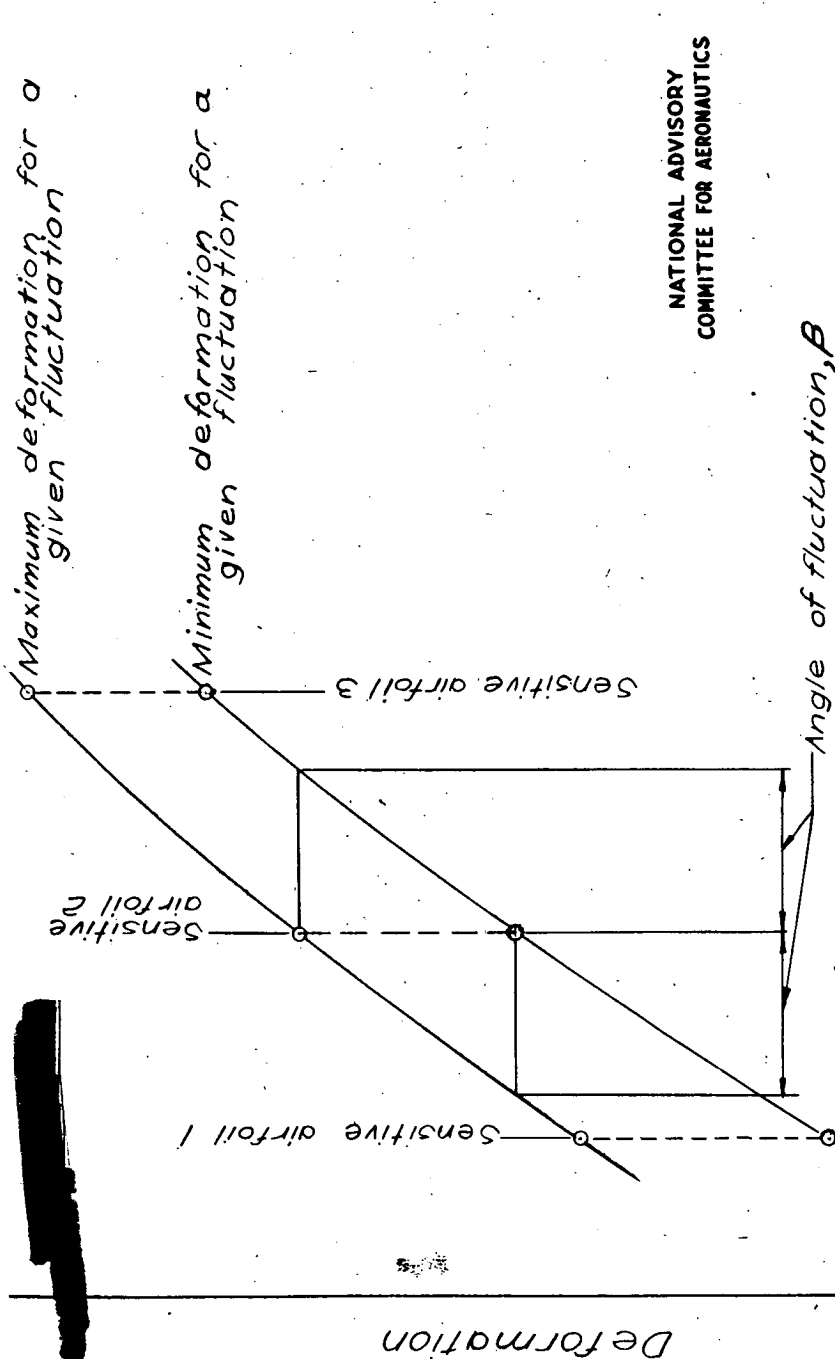 Maximum deformation for a
given fluctuation
Minimum deformation for a
given fluctuation
Sensitive airfoil 3
Sensitive
airfoil 2
Sensitive airfoil 1
NATIONAL ADVISORY
COMMITTEE FOR AERONAUTICS
Angle of fluctuation, β
Deformation